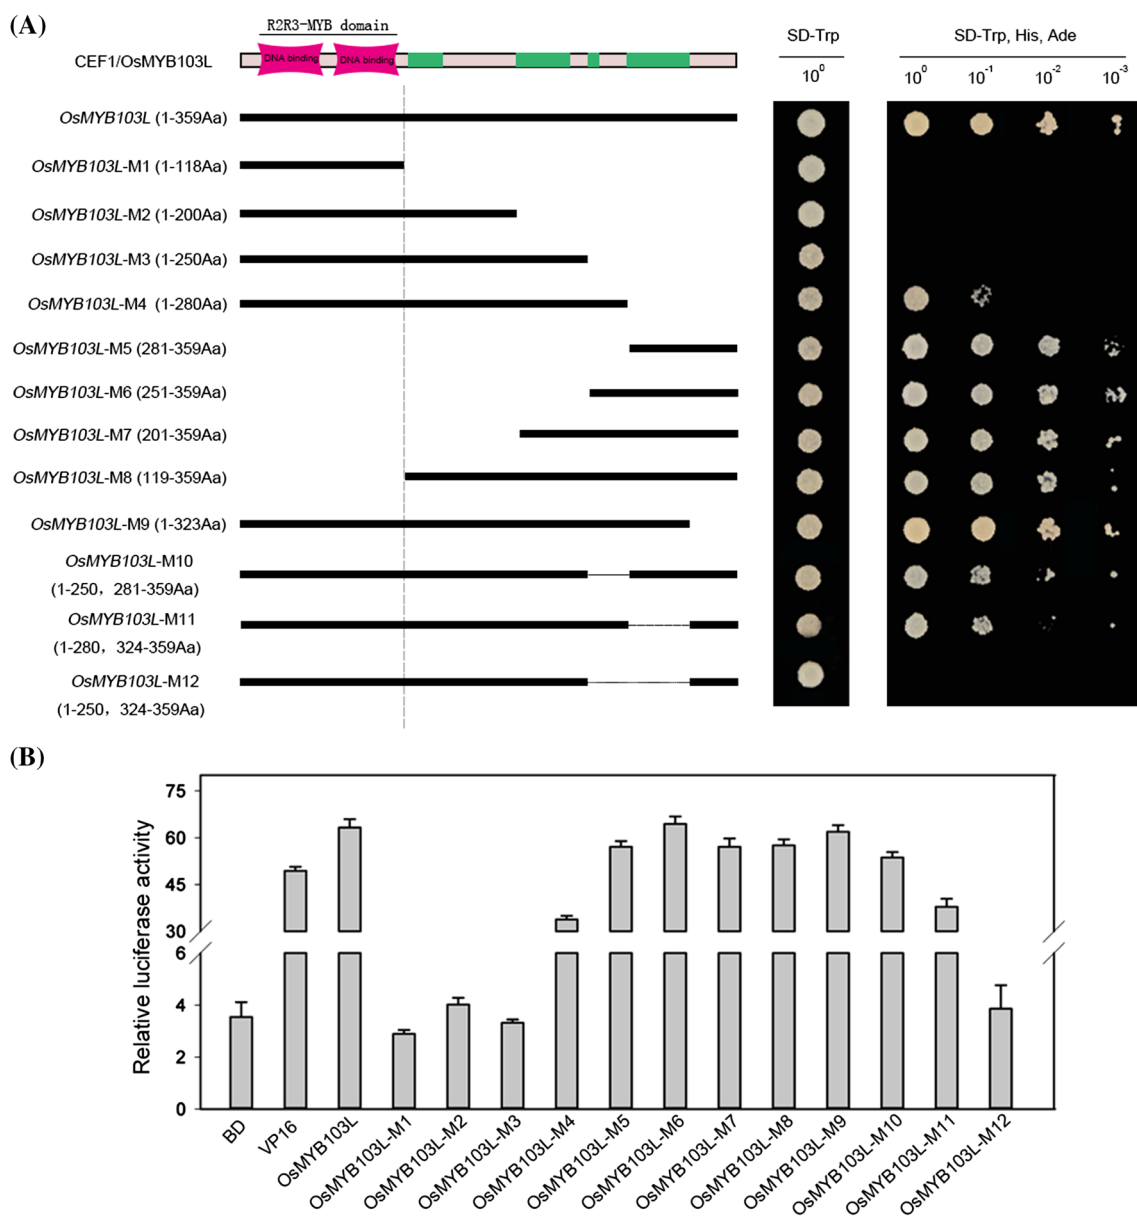 (A)
R2R3-MYB domain
CEF1/OsMYB103L
DNA binding
DNA binding
SD-Trp
SD-Trp, His, Ade
10⁰
10⁰
10⁻¹
10⁻²
10⁻³
OsMYB103L (1-359Aa)
OsMYB103L-M1 (1-118Aa)
OsMYB103L-M2 (1-200Aa)
OsMYB103L-M3 (1-250Aa)
OsMYB103L-M4 (1-280Aa)
OsMYB103L-M5 (281-359Aa)
OsMYB103L-M6 (251-359Aa)
OsMYB103L-M7 (201-359Aa)
OsMYB103L-M8 (119-359Aa)
OsMYB103L-M9 (1-323Aa)
OsMYB103L-M10
(1-250, 281-359Aa)
OsMYB103L-M11
(1-280, 324-359Aa)
OsMYB103L-M12
(1-250, 324-359Aa)
(B)
Relative luciferase activity
75
60
45
30
6
4
2
0
BD
VP16
OsMYB103L
OsMYB103L-M1
OsMYB103L-M2
OsMYB103L-M3
OsMYB103L-M4
OsMYB103L-M5
OsMYB103L-M6
OsMYB103L-M7
OsMYB103L-M8
OsMYB103L-M9
OsMYB103L-M10
OsMYB103L-M11
OsMYB103L-M12